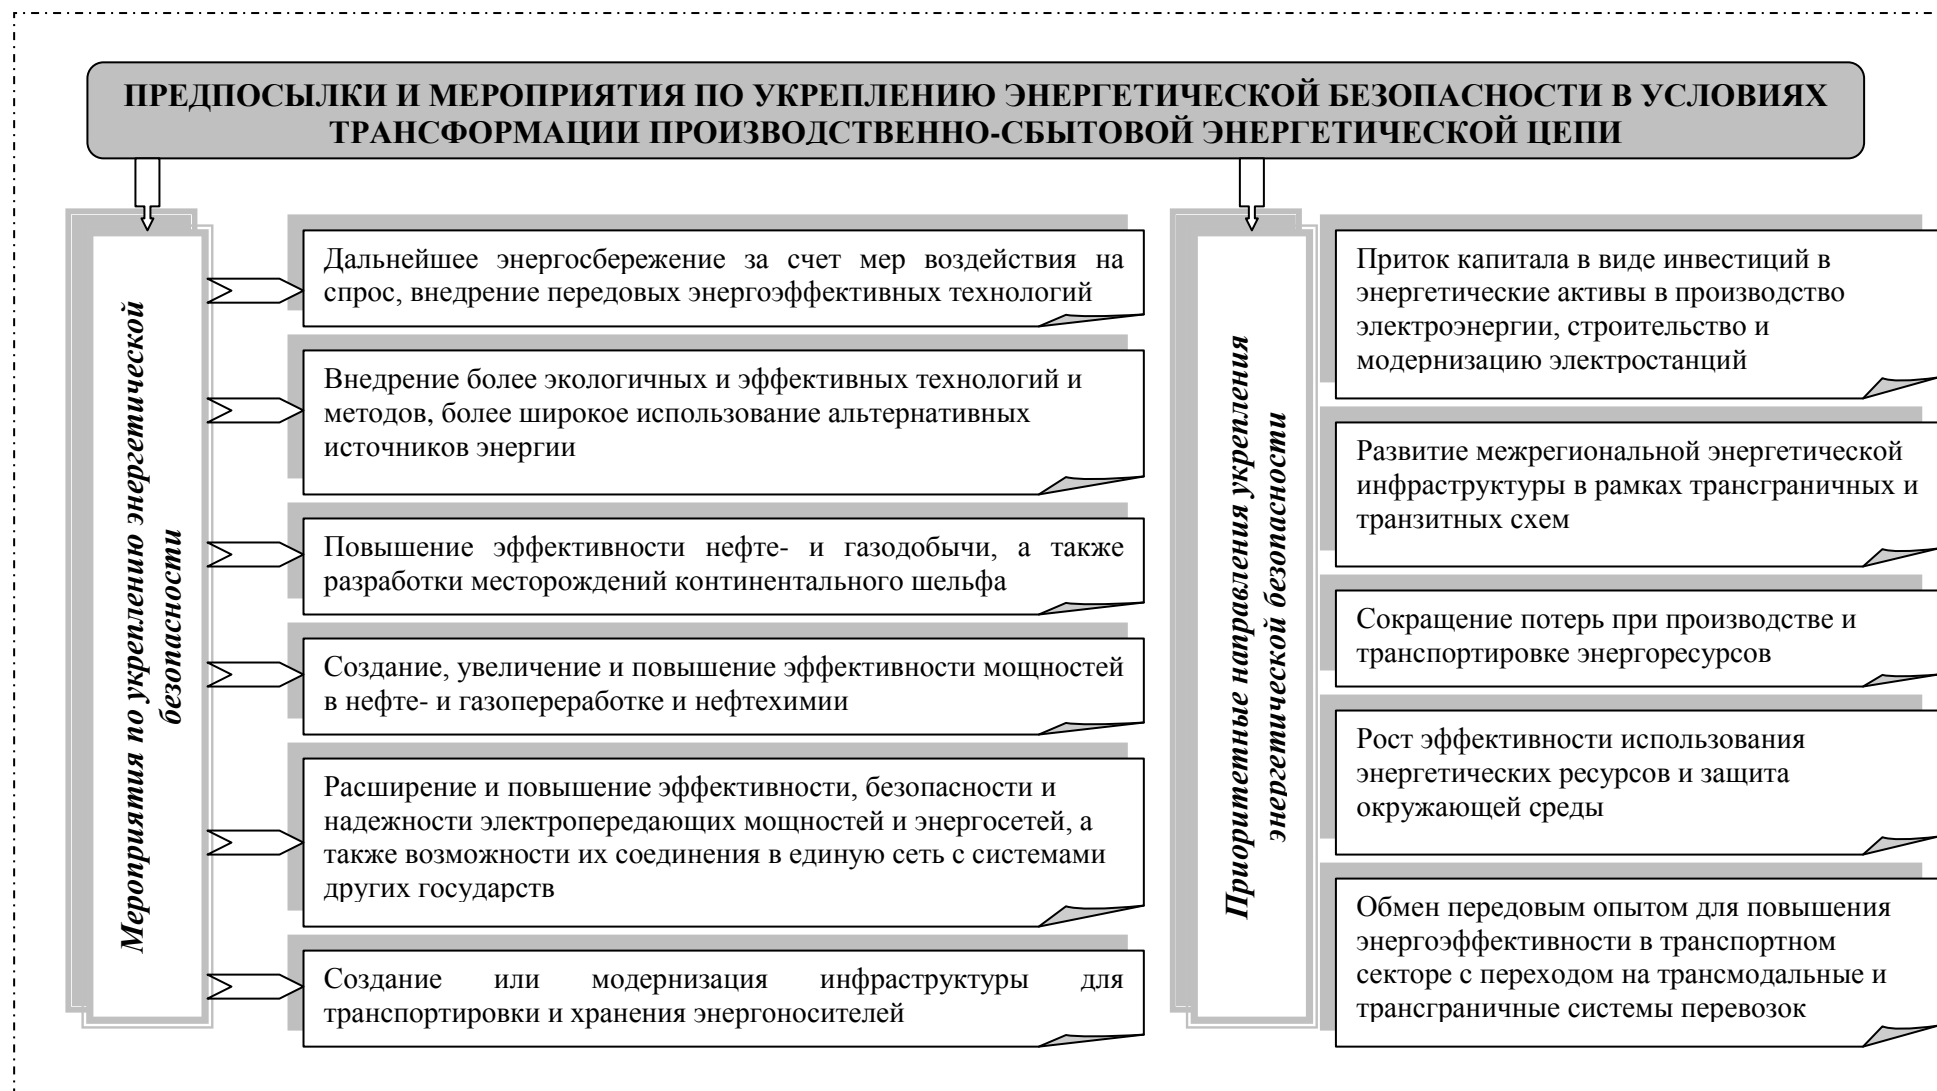 ПРЕДПОСЫЛКИ И МЕРОПРИЯТИЯ ПО УКРЕПЛЕНИЮ ЭНЕРГЕТИЧЕСКОЙ БЕЗОПАСНОСТИ В УСЛОВИЯХ
ТРАНСФОРМАЦИИ ПРОИЗВОДСТВЕННО-СБЫТОВОЙ ЭНЕРГЕТИЧЕСКОЙ ЦЕПИ
Мероприятия по укреплению энергетической
безопасности
Дальнейшее энергосбережение за счет мер воздействия на
спрос, внедрение передовых энергоэффективных технологий
Внедрение более экологичных и эффективных технологий и
методов, более широкое использование альтернативных
источников энергии
Повышение эффективности нефте- и газодобычи, а также
разработки месторождений континентального шельфа
Создание, увеличение и повышение эффективности мощностей
в нефте- и газопереработке и нефтехимии
Расширение и повышение эффективности, безопасности и
надежности электропередающих мощностей и энергосетей, а
также возможности их соединения в единую сеть с системами
других государств
Создание или модернизация инфраструктуры для
транспортировки и хранения энергоносителей
Приоритетные направления укрепления
энергетической безопасности
Приток капитала в виде инвестиций в
энергетические активы в производство
электроэнергии, строительство и
модернизацию электростанций
Развитие межрегиональной энергетической
инфраструктуры в рамках трансграничных и
транзитных схем
Сокращение потерь при производстве и
транспортировке энергоресурсов
Рост эффективности использования
энергетических ресурсов и защита
окружающей среды
Обмен передовым опытом для повышения
энергоэффективности в транспортном
секторе с переходом на трансмодальные и
трансграничные системы перевозок